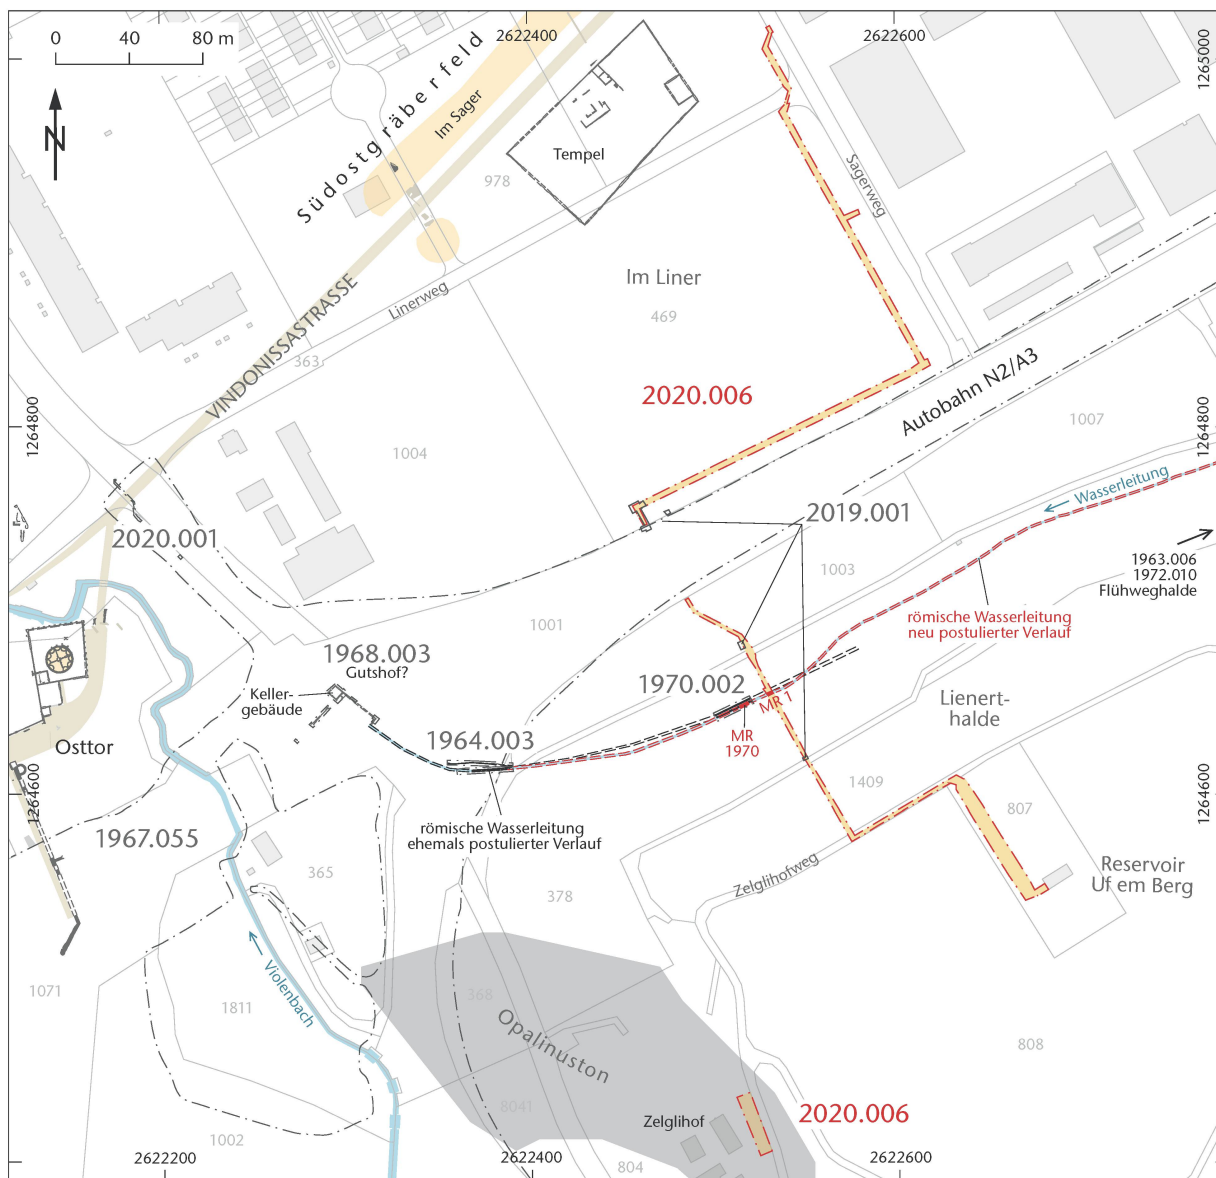 0 40 80 m
2622400
2622600
1265000
N
Südostgräberfeld
Im Sager
Tempel
978
Sagerweg
Im Liner
469
Linerweg
VINDONISSASTRASSE
363
2020.006
Autobahn N2/A3
1264800
1264800
1004
1007
Wasserleitung
2019.001
2020.001
1963.006
1972.010
Flühweghalde
1003
römische Wasserleitung
neu postulierter Verlauf
1001
1968.003
Gutshof?
Keller-
gebäude
1970.002
MR 1
MR
1970
Lienert-
halde
Osttor
1964.003
1264600
1264600
1409
807
römische Wasserleitung
ehemals postulierter Verlauf
1967.055
365
378
Zelglihofweg
Reservoir
Uf em Berg
Violenbach
1071
1811
368
Opalinuston
808
8041
Zelglihof
2020.006
1002
804
2622200
2622400
2622600